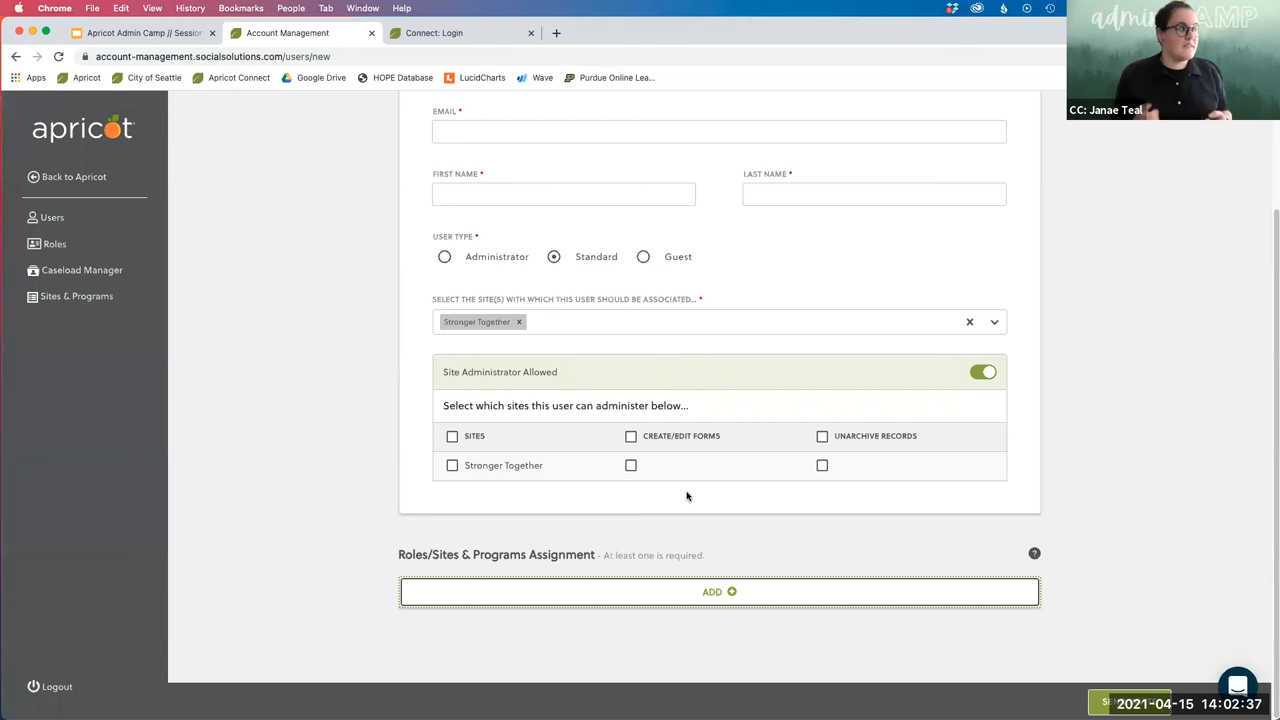 Chrome File Edit View History Bookmarks People Tab Window Help
Apricot Admin Camp // Session
Account Management
Connect: Login
account-management.socialsolutions.com/users/new
Apps Apricot City of Seattle Apricot Connect Google Drive HOPE Database LucidCharts Wave Purdue Online Lea...
CAMP
CC: Janae Teal
apricot
Back to Apricot
Users
Roles
Caseload Manager
Sites & Programs
Logout
EMAIL *
FIRST NAME * LAST NAME *
USER TYPE *
Administrator Standard Guest
SELECT THE SITE(S) WITH WHICH THIS USER SHOULD BE ASSOCIATED... *
Stronger Together ×
Site Administrator Allowed
Select which sites this user can administer below...
SITES CREATE/EDIT FORMS UNARCHIVE RECORDS
Stronger Together
Roles/Sites & Programs Assignment - At least one is required. ?
ADD
2021-04-15 14:02:37